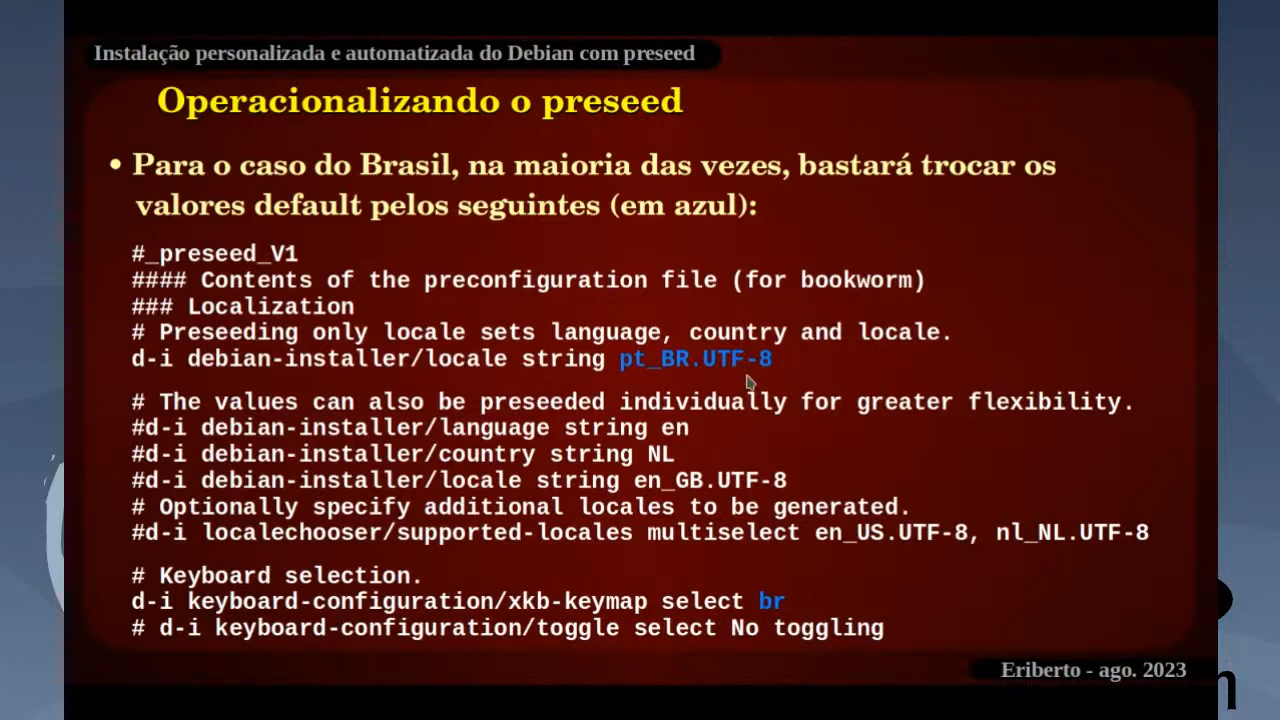 Instalação personalizada e automatizada do Debian com preseed
Operacionalizando o preseed
• Para o caso do Brasil, na maioria das vezes, bastará trocar os
valores default pelos seguintes (em azul):
#_preseed_V1
#### Contents of the preconfiguration file (for bookworm)
### Localization
# Preseeding only locale sets language, country and locale.
d-i debian-installer/locale string pt_BR.UTF-8
# The values can also be preseeded individually for greater flexibility.
#d-i debian-installer/language string en
#d-i debian-installer/country string NL
#d-i debian-installer/locale string en_GB.UTF-8
# Optionally specify additional locales to be generated.
#d-i localechooser/supported-locales multiselect en_US.UTF-8, nl_NL.UTF-8
# Keyboard selection.
d-i keyboard-configuration/xkb-keymap select br
# d-i keyboard-configuration/toggle select No toggling
Eriberto - ago. 2023